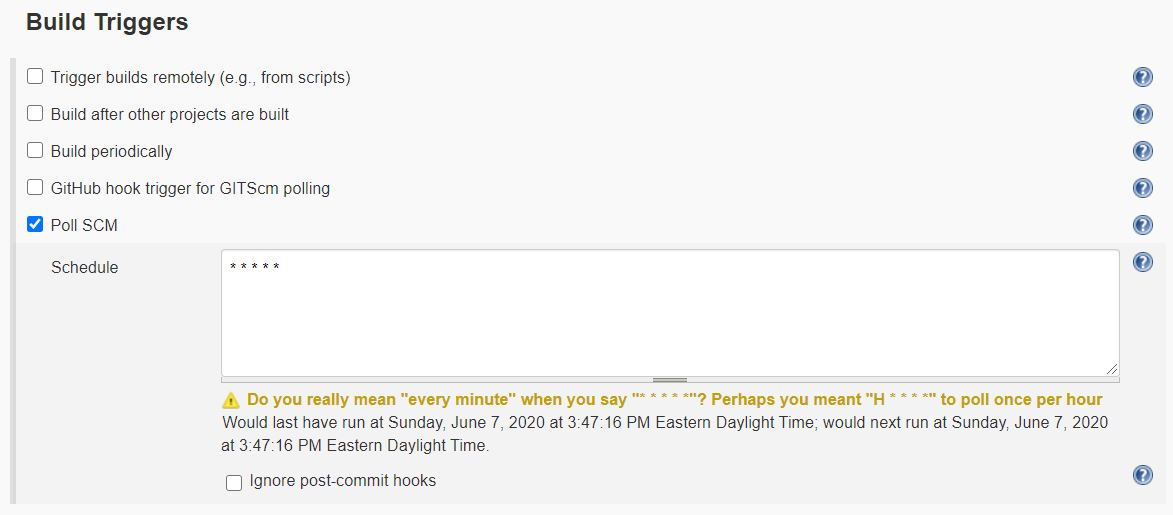 Build Triggers
Trigger builds remotely (e.g., from scripts)
Build after other projects are built
Build periodically
GitHub hook trigger for GITScm polling
Poll SCM
Schedule
* * * * *
Do you really mean "every minute" when you say "* * * * *"? Perhaps you meant "H * * * *" to poll once per hour
Would last have run at Sunday, June 7, 2020 at 3:47:16 PM Eastern Daylight Time; would next run at Sunday, June 7, 2020
at 3:47:16 PM Eastern Daylight Time.
Ignore post-commit hooks